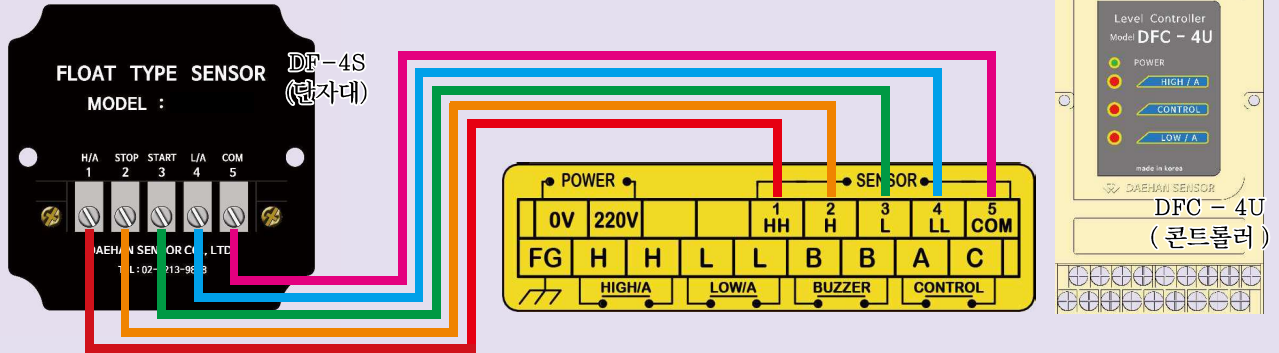 FLOAT TYPE SENSOR
MODEL :
H/A STOP START L/A COM
1 2 3 4 5
DAEHAN SENSOR CO., LTD
DF-4S
(단자대)
POWER SENSOR
0V 220V 1 HH 2 H 3 L 4 LL 5 COM
FG H H L L B B A C
HIGH/A LOW/A BUZZER CONTROL
Level Controller
Model DFC - 4U
POWER
HIGH / A
CONTROL
LOW / A
made in korea
DAEHAN SENSOR
DFC - 4U
(콘트롤러)